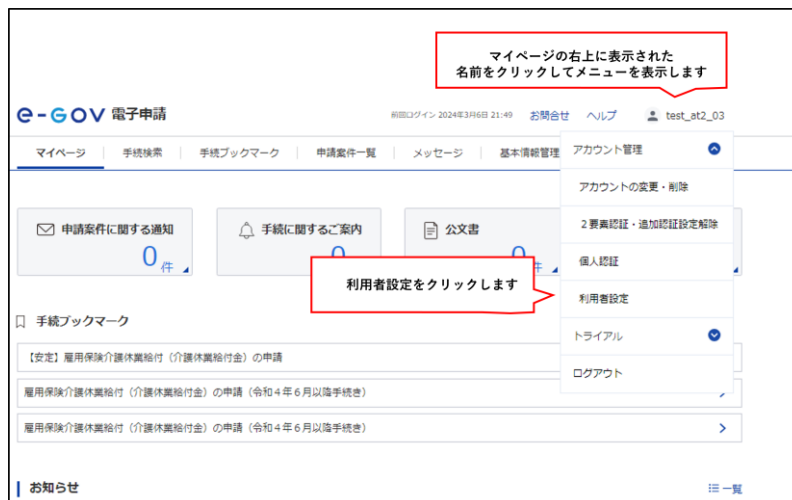 マイページの右上に表示された
名前をクリックしてメニューを表示します
e-GOV 電子申請
前回ログイン 2024年3月6日 21:49 お問合せ ヘルプ test_at2_03
マイページ 手続検索 手続ブックマーク 申請案件一覧 メッセージ 基本情報管理
アカウント管理
アカウントの変更・削除
2要素認証・追加認証設定解除
個人認証
利用者設定
トライアル
ログアウト
申請案件に関する通知
0件
手続に関するご案内
0
公文書
0件
利用者設定をクリックします
手続ブックマーク
【安定】雇用保険介護休業給付（介護休業給付金）の申請
雇用保険介護休業給付（介護休業給付金）の申請（令和4年6月以降手続き）
雇用保険介護休業給付（介護休業給付金）の申請（令和4年6月以降手続き）
お知らせ
一覧